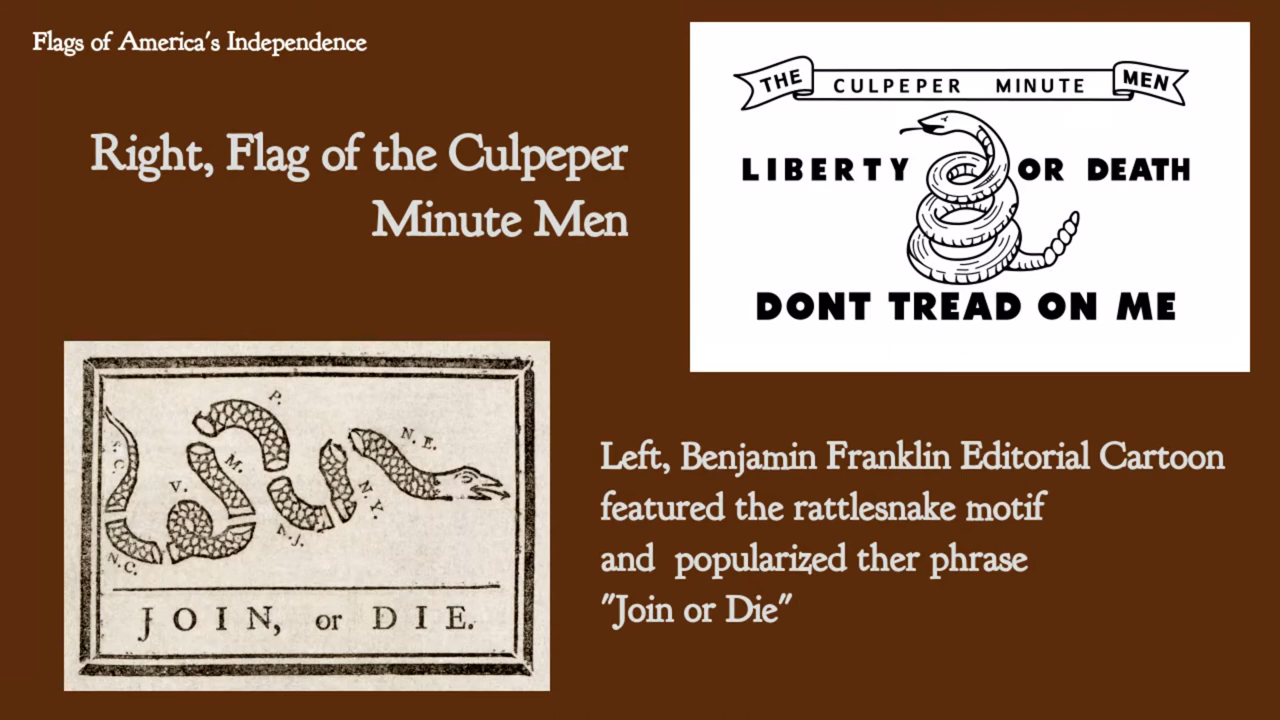 Flags of America's Independence
Right, Flag of the Culpeper
Minute Men
THE CULPEPER MINUTE MEN
LIBERTY OR DEATH
DONT TREAD ON ME
S. C.
N. C.
V.
M.
P.
N. J.
N. Y.
N. E.
JOIN, or DIE.
Left, Benjamin Franklin Editorial Cartoon
featured the rattlesnake motif
and popularized ther phrase
"Join or Die"